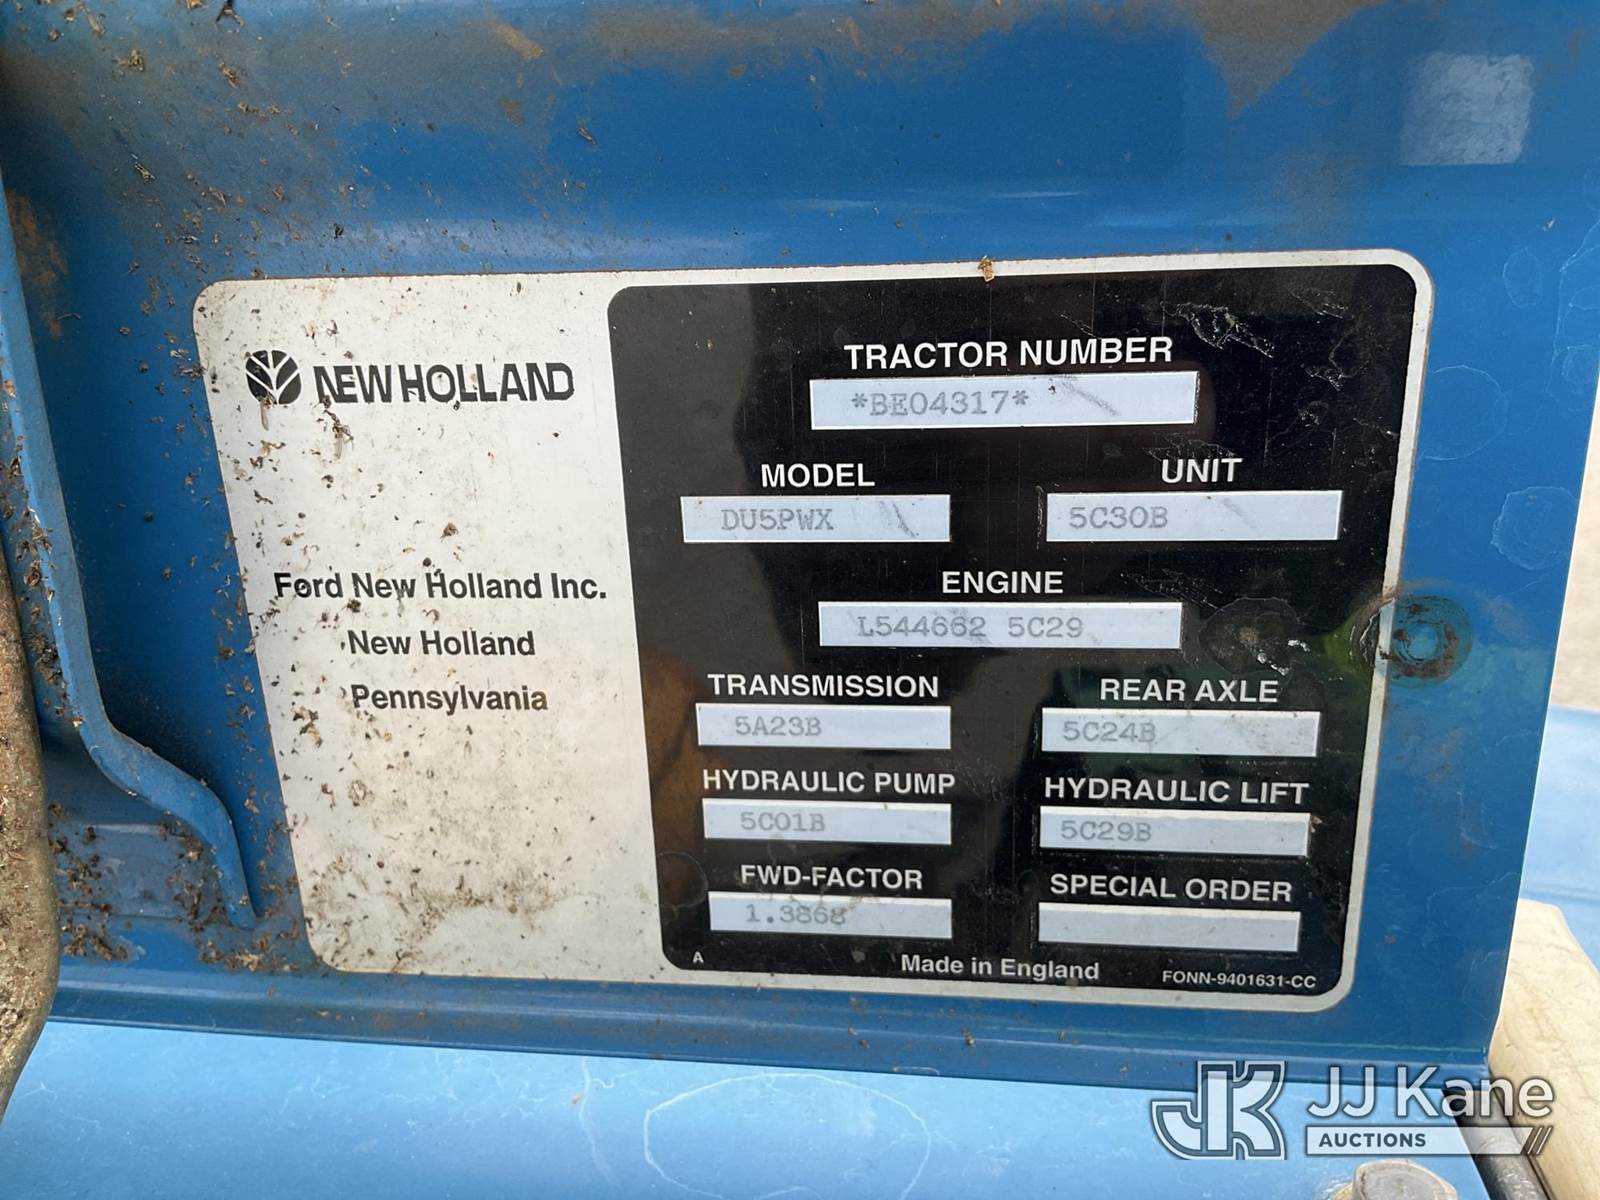 NEW HOLLAND
Ford New Holland Inc.
New Holland
Pennsylvania
TRACTOR NUMBER
*BE04317*
MODEL UNIT
DU5PWX 5C30B
ENGINE
L544662 5C29
TRANSMISSION REAR AXLE
5A23B 5C24B
HYDRAULIC PUMP HYDRAULIC LIFT
5C01B 5C29B
FWD-FACTOR SPECIAL ORDER
1.3868
A Made in England FONN-9401631-CC
JK JJ Kane
AUCTIONS